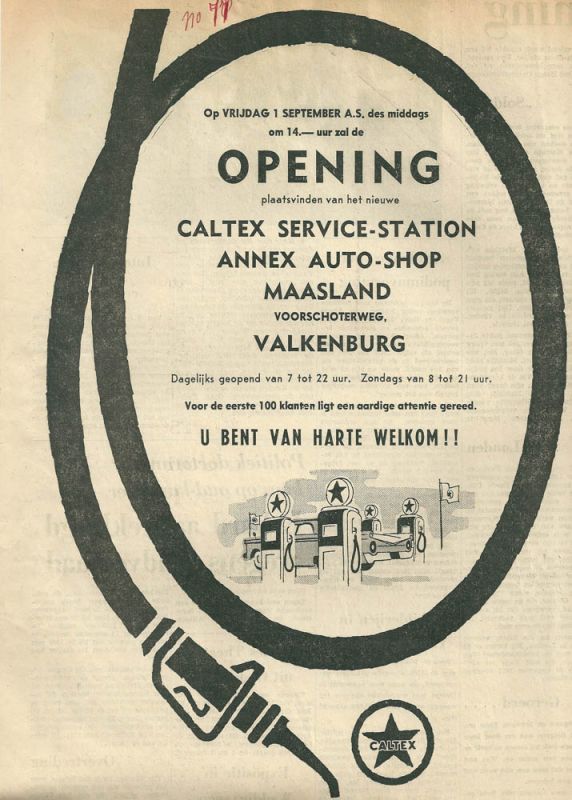 no 77
Op VRIJDAG 1 SEPTEMBER A.S. des middags
om 14.— uur zal de
OPENING
plaatsvinden van het nieuwe
CALTEX SERVICE-STATION
ANNEX AUTO-SHOP
MAASLAND
VOORSCHOTERWEG,
VALKENBURG
Dagelijks geopend van 7 tot 22 uur. Zondags van 8 tot 21 uur.
Voor de eerste 100 klanten ligt een aardige attentie gereed.
U BENT VAN HARTE WELKOM!!
CALTEX